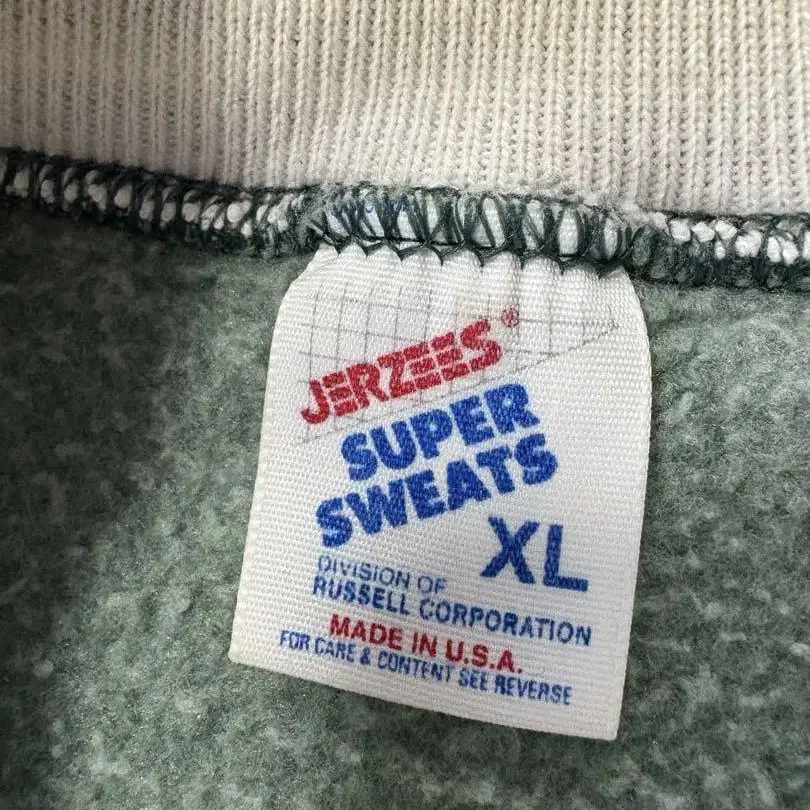 JERZEES®
SUPER
SWEATS
XL
DIVISION OF
RUSSELL CORPORATION
MADE IN U.S.A.
FOR CARE & CONTENT SEE REVERSE